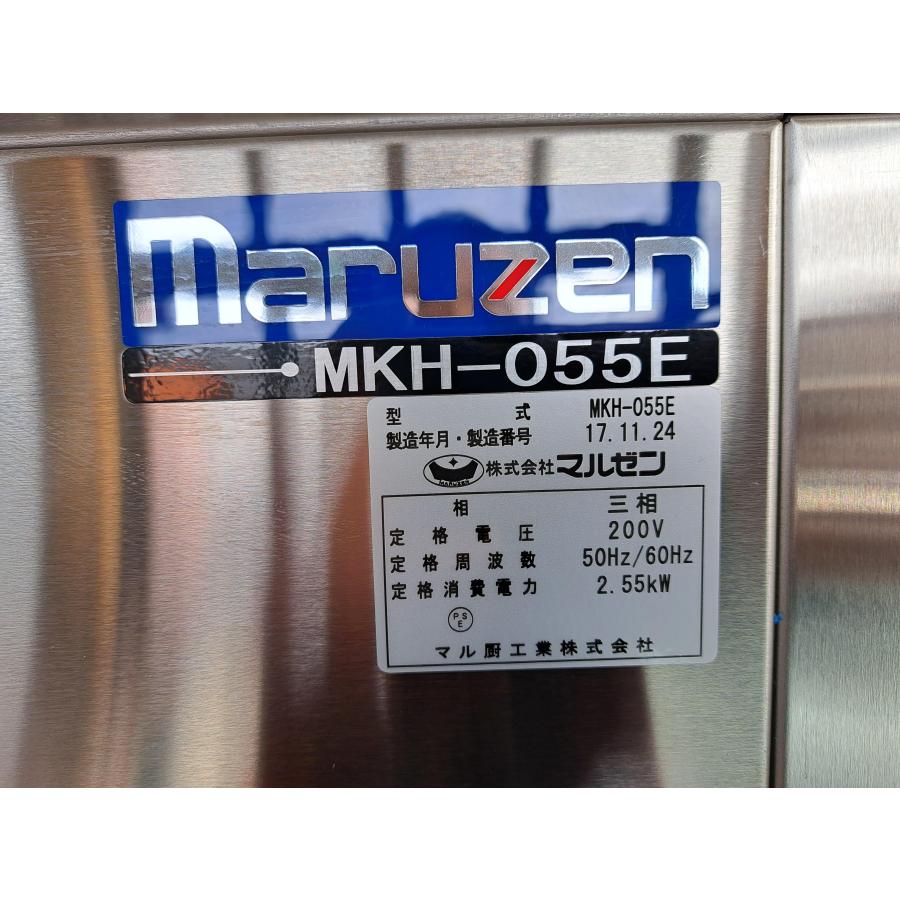 maruzen
MKH-055E
型式 MKH-055E
製造年月・製造番号 17.11.24
MARUZEN 株式会社マルゼン
相 三相
定格電圧 200V
定格周波数 50Hz/60Hz
定格消費電力 2.55kW
PS
E
マル厨工業株式会社